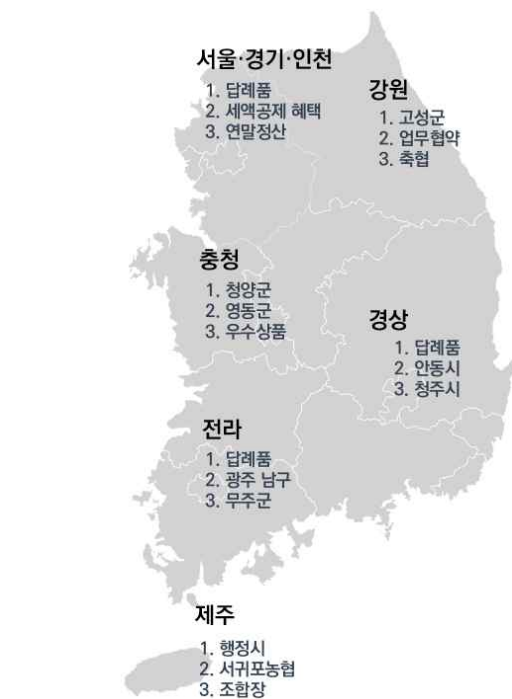 서울·경기·인천
1. 답례품
2. 세액공제 혜택
3. 연말정산
강원
1. 고성군
2. 업무협약
3. 축협
충청
1. 청양군
2. 영동군
3. 우수상품
경상
1. 답례품
2. 안동시
3. 청주시
전라
1. 답례품
2. 광주 남구
3. 무주군
제주
1. 행정시
2. 서귀포농협
3. 조합장